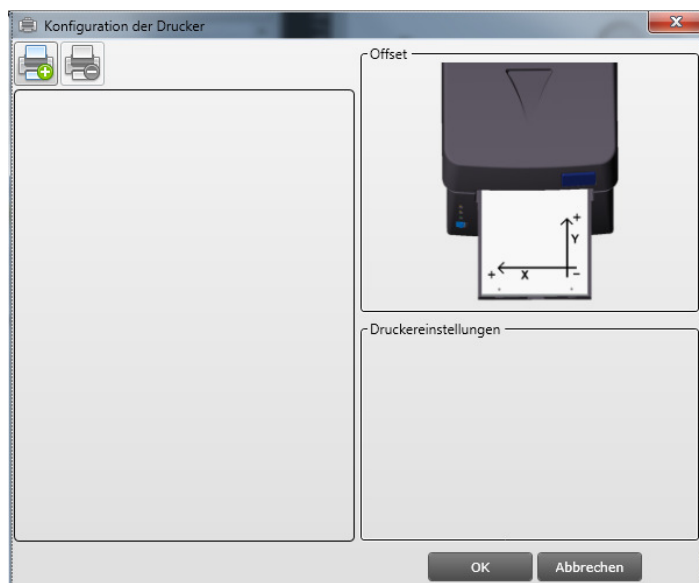 Konfiguration der Drucker
Offset
+
Y
+ X -
Druckereinstellungen
OK Abbrechen